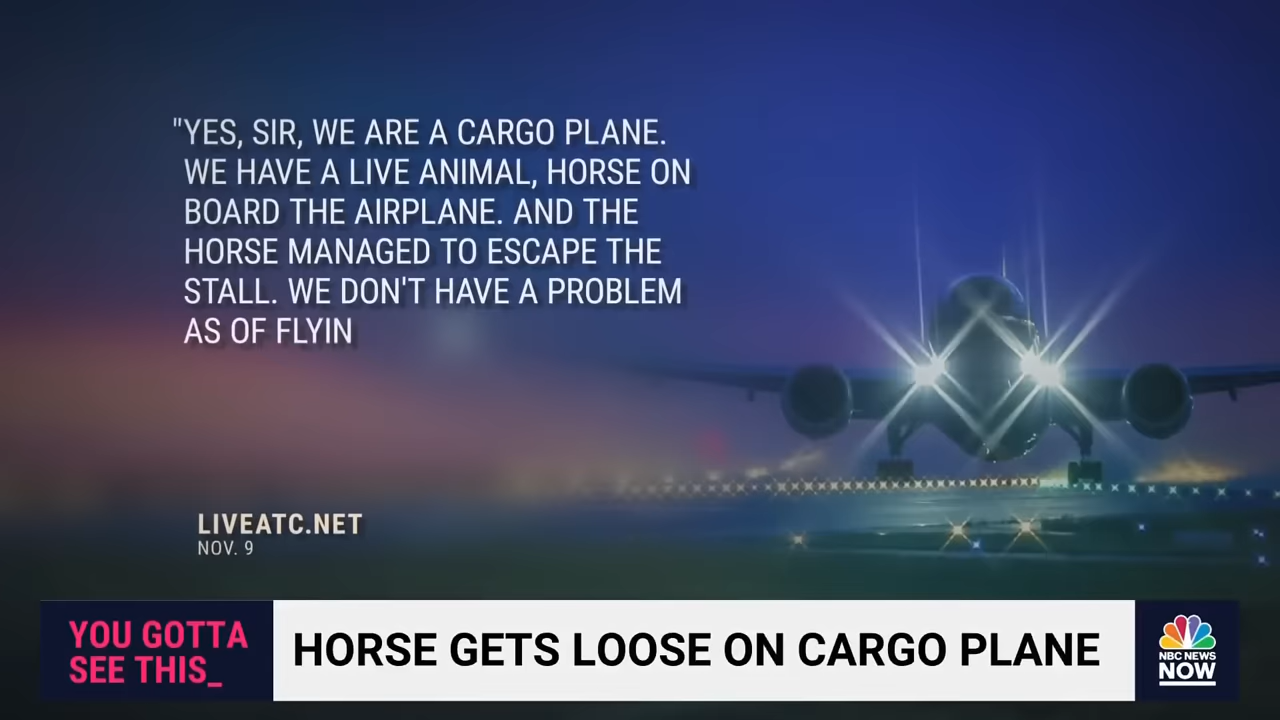 "YES, SIR, WE ARE A CARGO PLANE.
WE HAVE A LIVE ANIMAL, HORSE ON
BOARD THE AIRPLANE. AND THE
HORSE MANAGED TO ESCAPE THE
STALL. WE DON'T HAVE A PROBLEM
AS OF FLYIN
LIVEATC.NET
NOV. 9
YOU GOTTA
SEE THIS_
HORSE GETS LOOSE ON CARGO PLANE
NBC NEWS
NOW